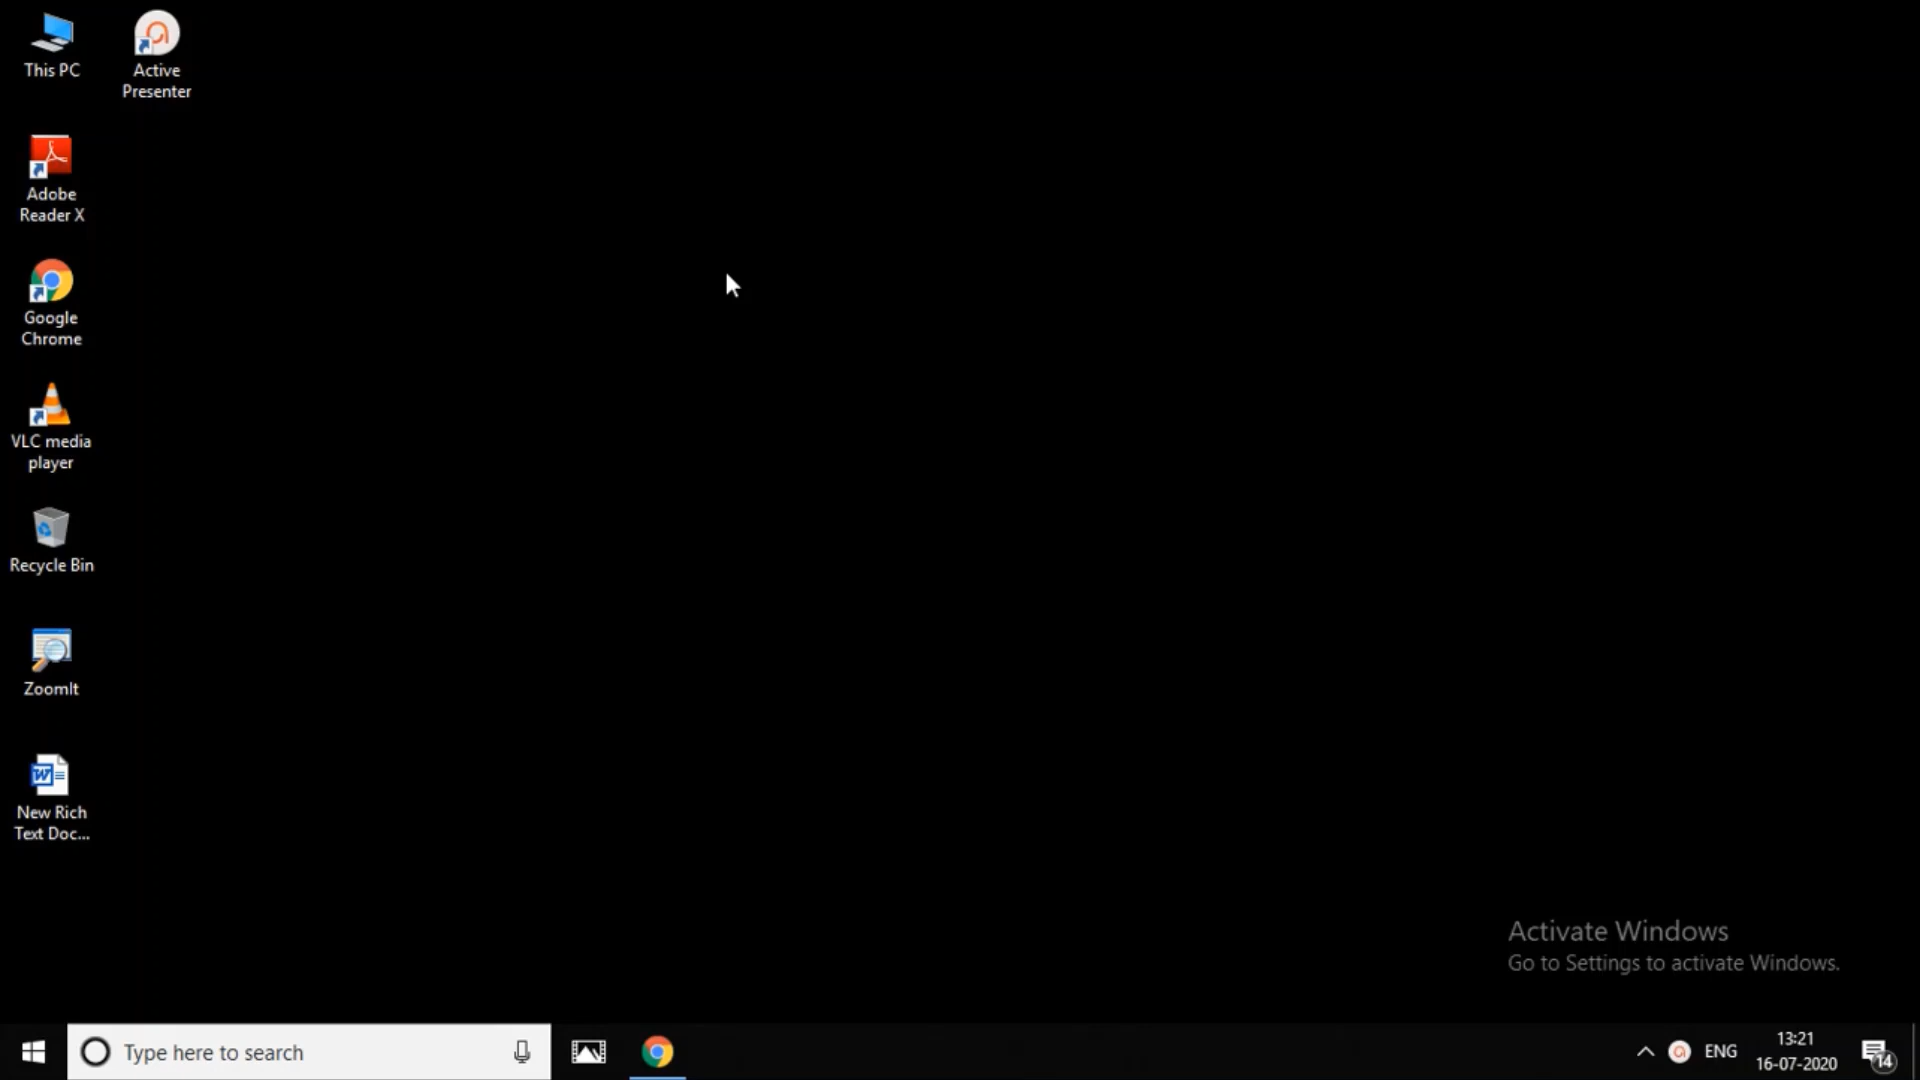 This PC
Active
Presenter
Adobe
Reader X
Google
Chrome
VLC media
player
Recycle Bin
ZoomIt
New Rich
Text Doc...
Activate Windows
Go to Settings to activate Windows.
Type here to search
ENG
13:21
16-07-2020
14